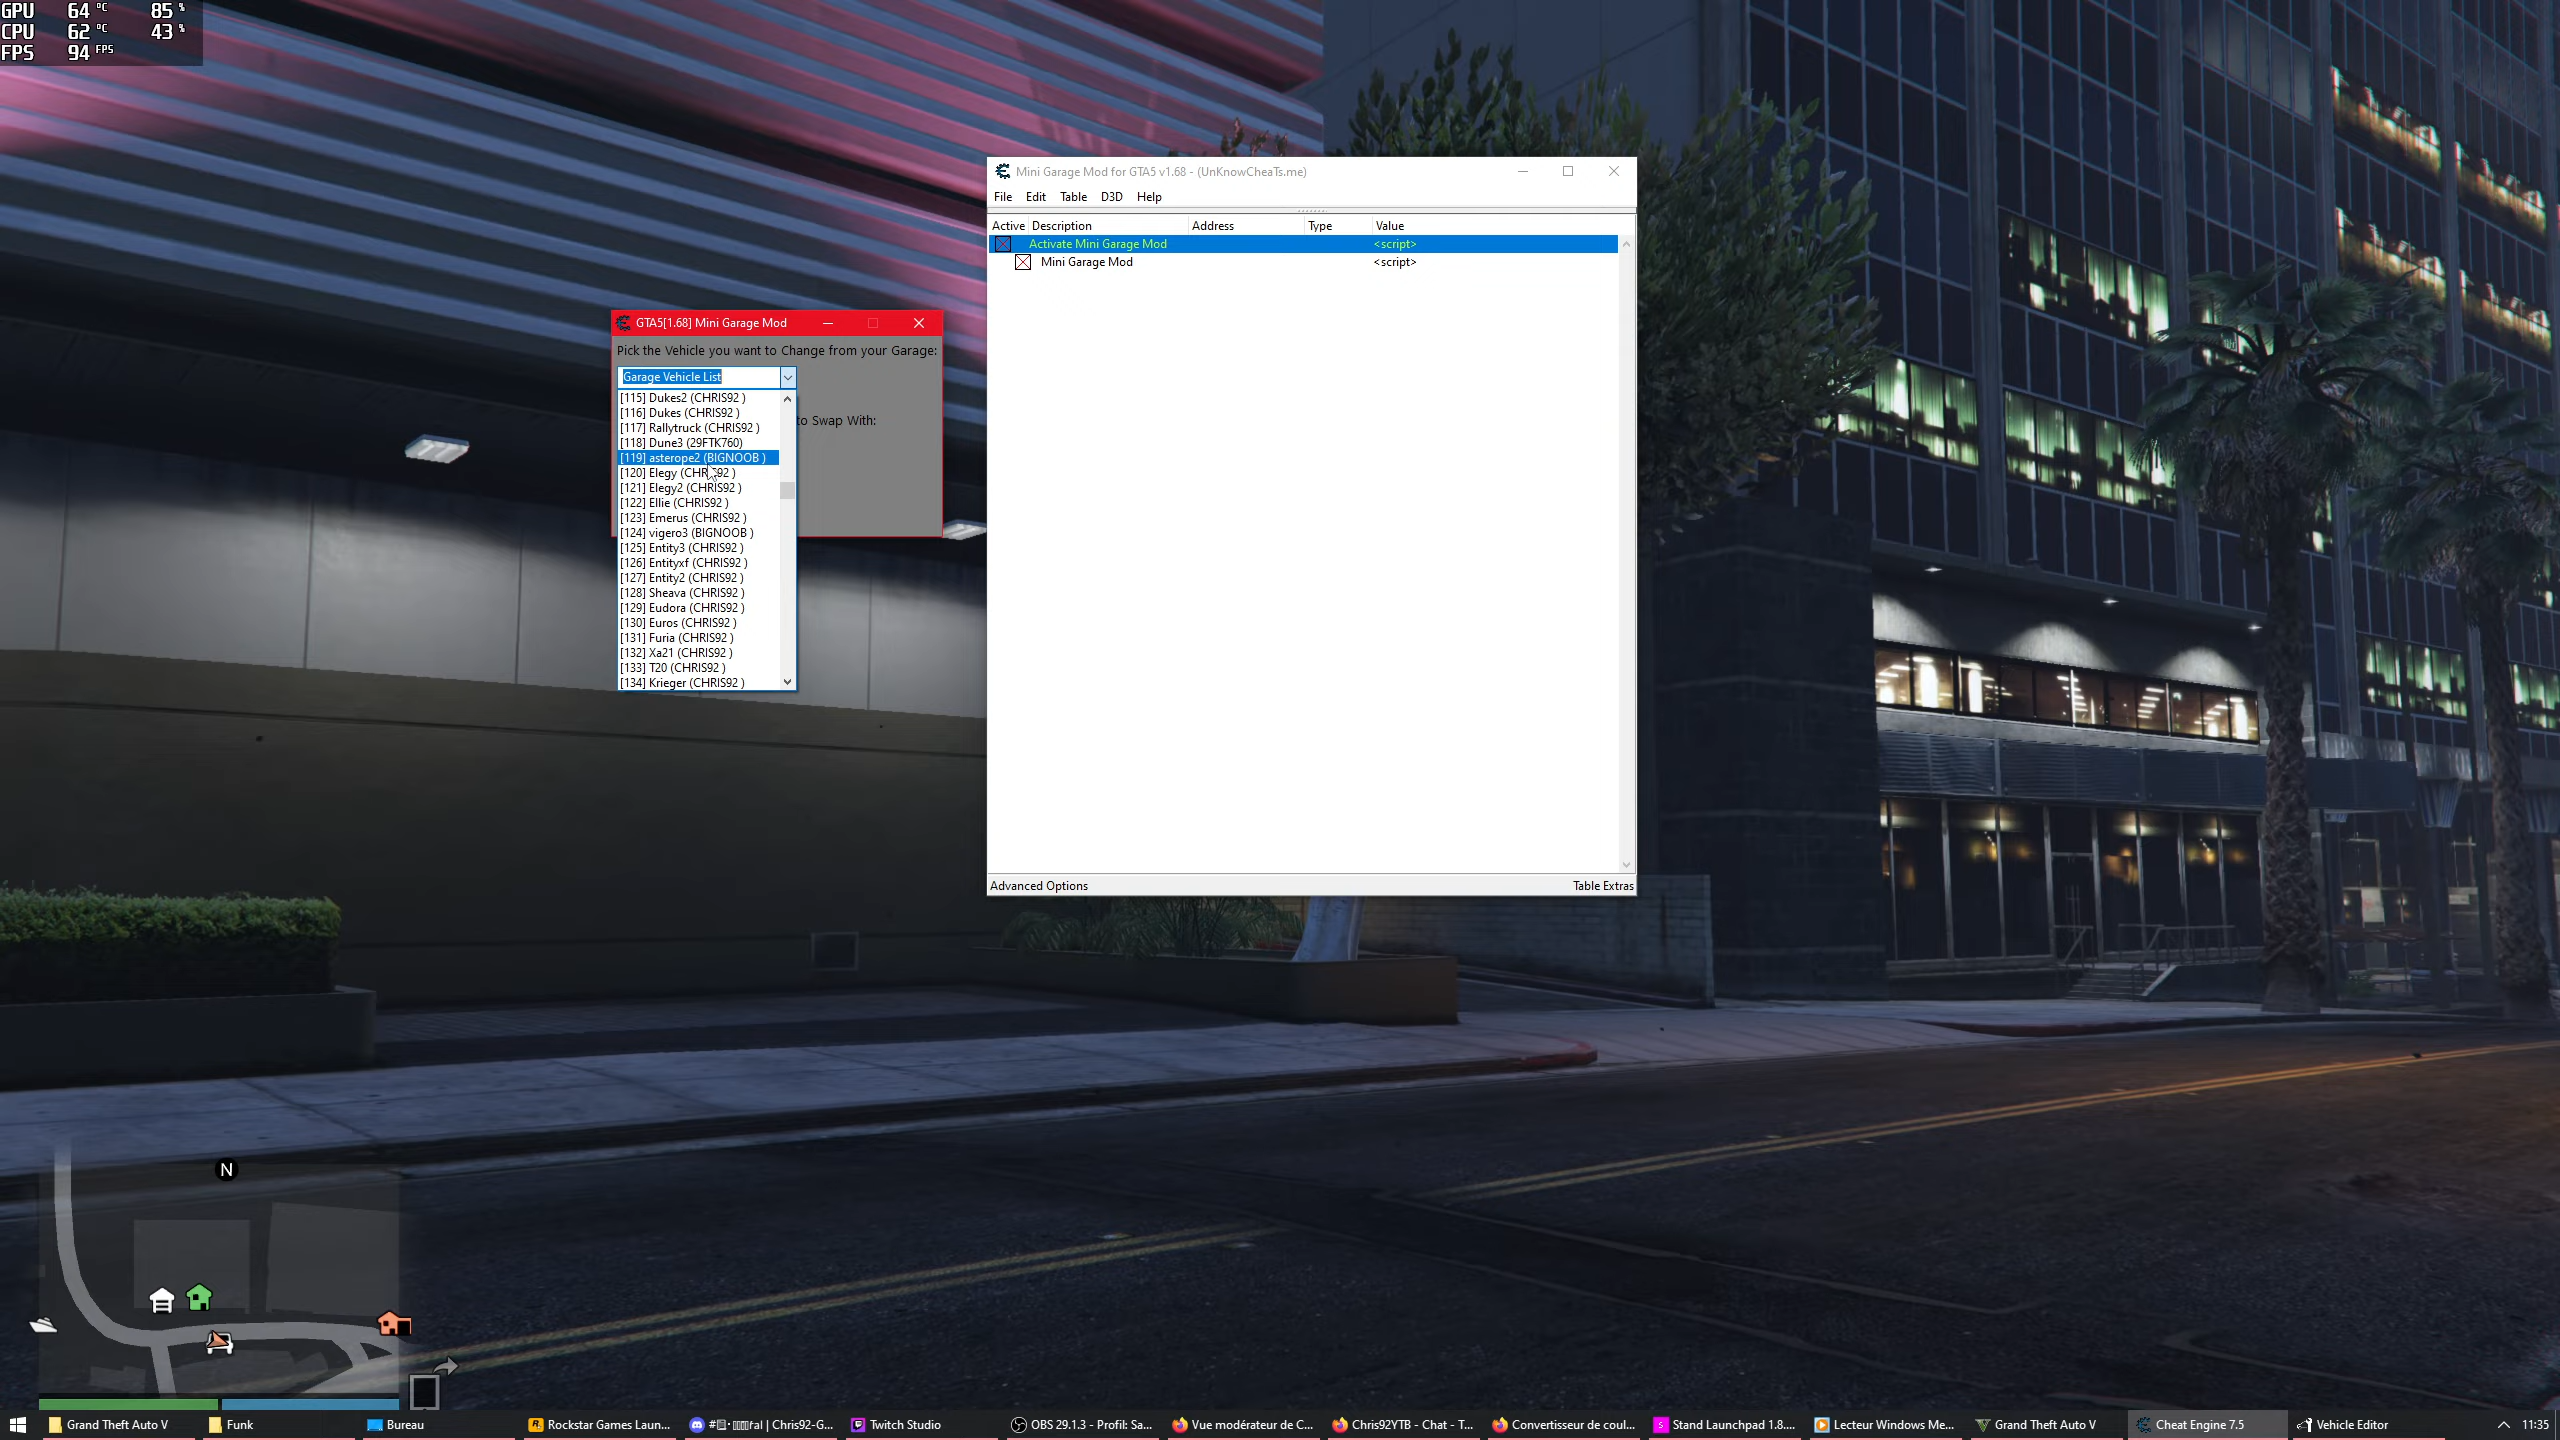 GPU 64 °C 85 %
CPU 62 °C 43 %
FPS 94 FPS
Mini Garage Mod for GTA5 v1.68 - (UnKnowCheaTs.me)
File Edit Table D3D Help
Active Description Address Type Value
Activate Mini Garage Mod <script>
Mini Garage Mod <script>
Advanced Options Table Extras
GTA5[1.68] Mini Garage Mod
Pick the Vehicle you want to Change from your Garage:
Garage Vehicle List
to Swap With:
[115] Dukes2 (CHRIS92 )
[116] Dukes (CHRIS92 )
[117] Rallytruck (CHRIS92 )
[118] Dune3 (29FTK760)
[119] asterope2 (BIGNOOB )
[120] Elegy (CHRIS92 )
[121] Elegy2 (CHRIS92 )
[122] Ellie (CHRIS92 )
[123] Emerus (CHRIS92 )
[124] vigero3 (BIGNOOB )
[125] Entity3 (CHRIS92 )
[126] Entityxf (CHRIS92 )
[127] Entity2 (CHRIS92 )
[128] Sheava (CHRIS92 )
[129] Eudora (CHRIS92 )
[130] Euros (CHRIS92 )
[131] Furia (CHRIS92 )
[132] Xa21 (CHRIS92 )
[133] T20 (CHRIS92 )
[134] Krieger (CHRIS92 )
N
Grand Theft Auto V Funk Bureau Rockstar Games Laun... | Chris92-G... Twitch Studio OBS 29.1.3 - Profil: Sa... Vue modérateur de C... Chris92YTB - Chat - T... Convertisseur de coul... Stand Launchpad 1.8.... Lecteur Windows Me... Grand Theft Auto V Cheat Engine 7.5 Vehicle Editor 11:35